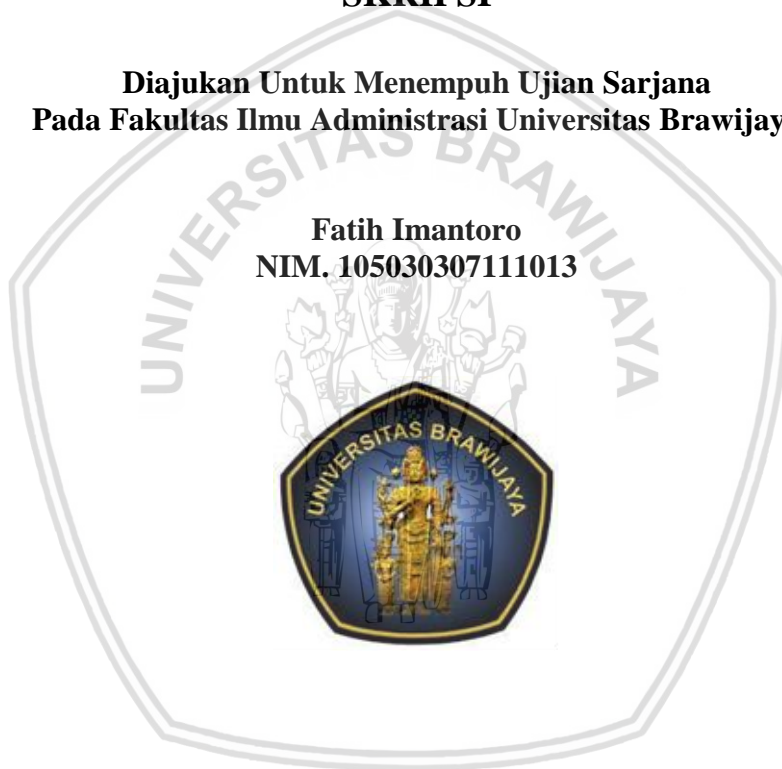 SKRIPSI
Diajukan Untuk Menempuh Ujian Sarjana
Pada Fakultas Ilmu Administrasi Universitas Brawijay
Fatih Imantoro
NIM. 105030307111013
UNIVERSITAS BRAWIJAYA
UNIVERSITAS BRAWIJAYA